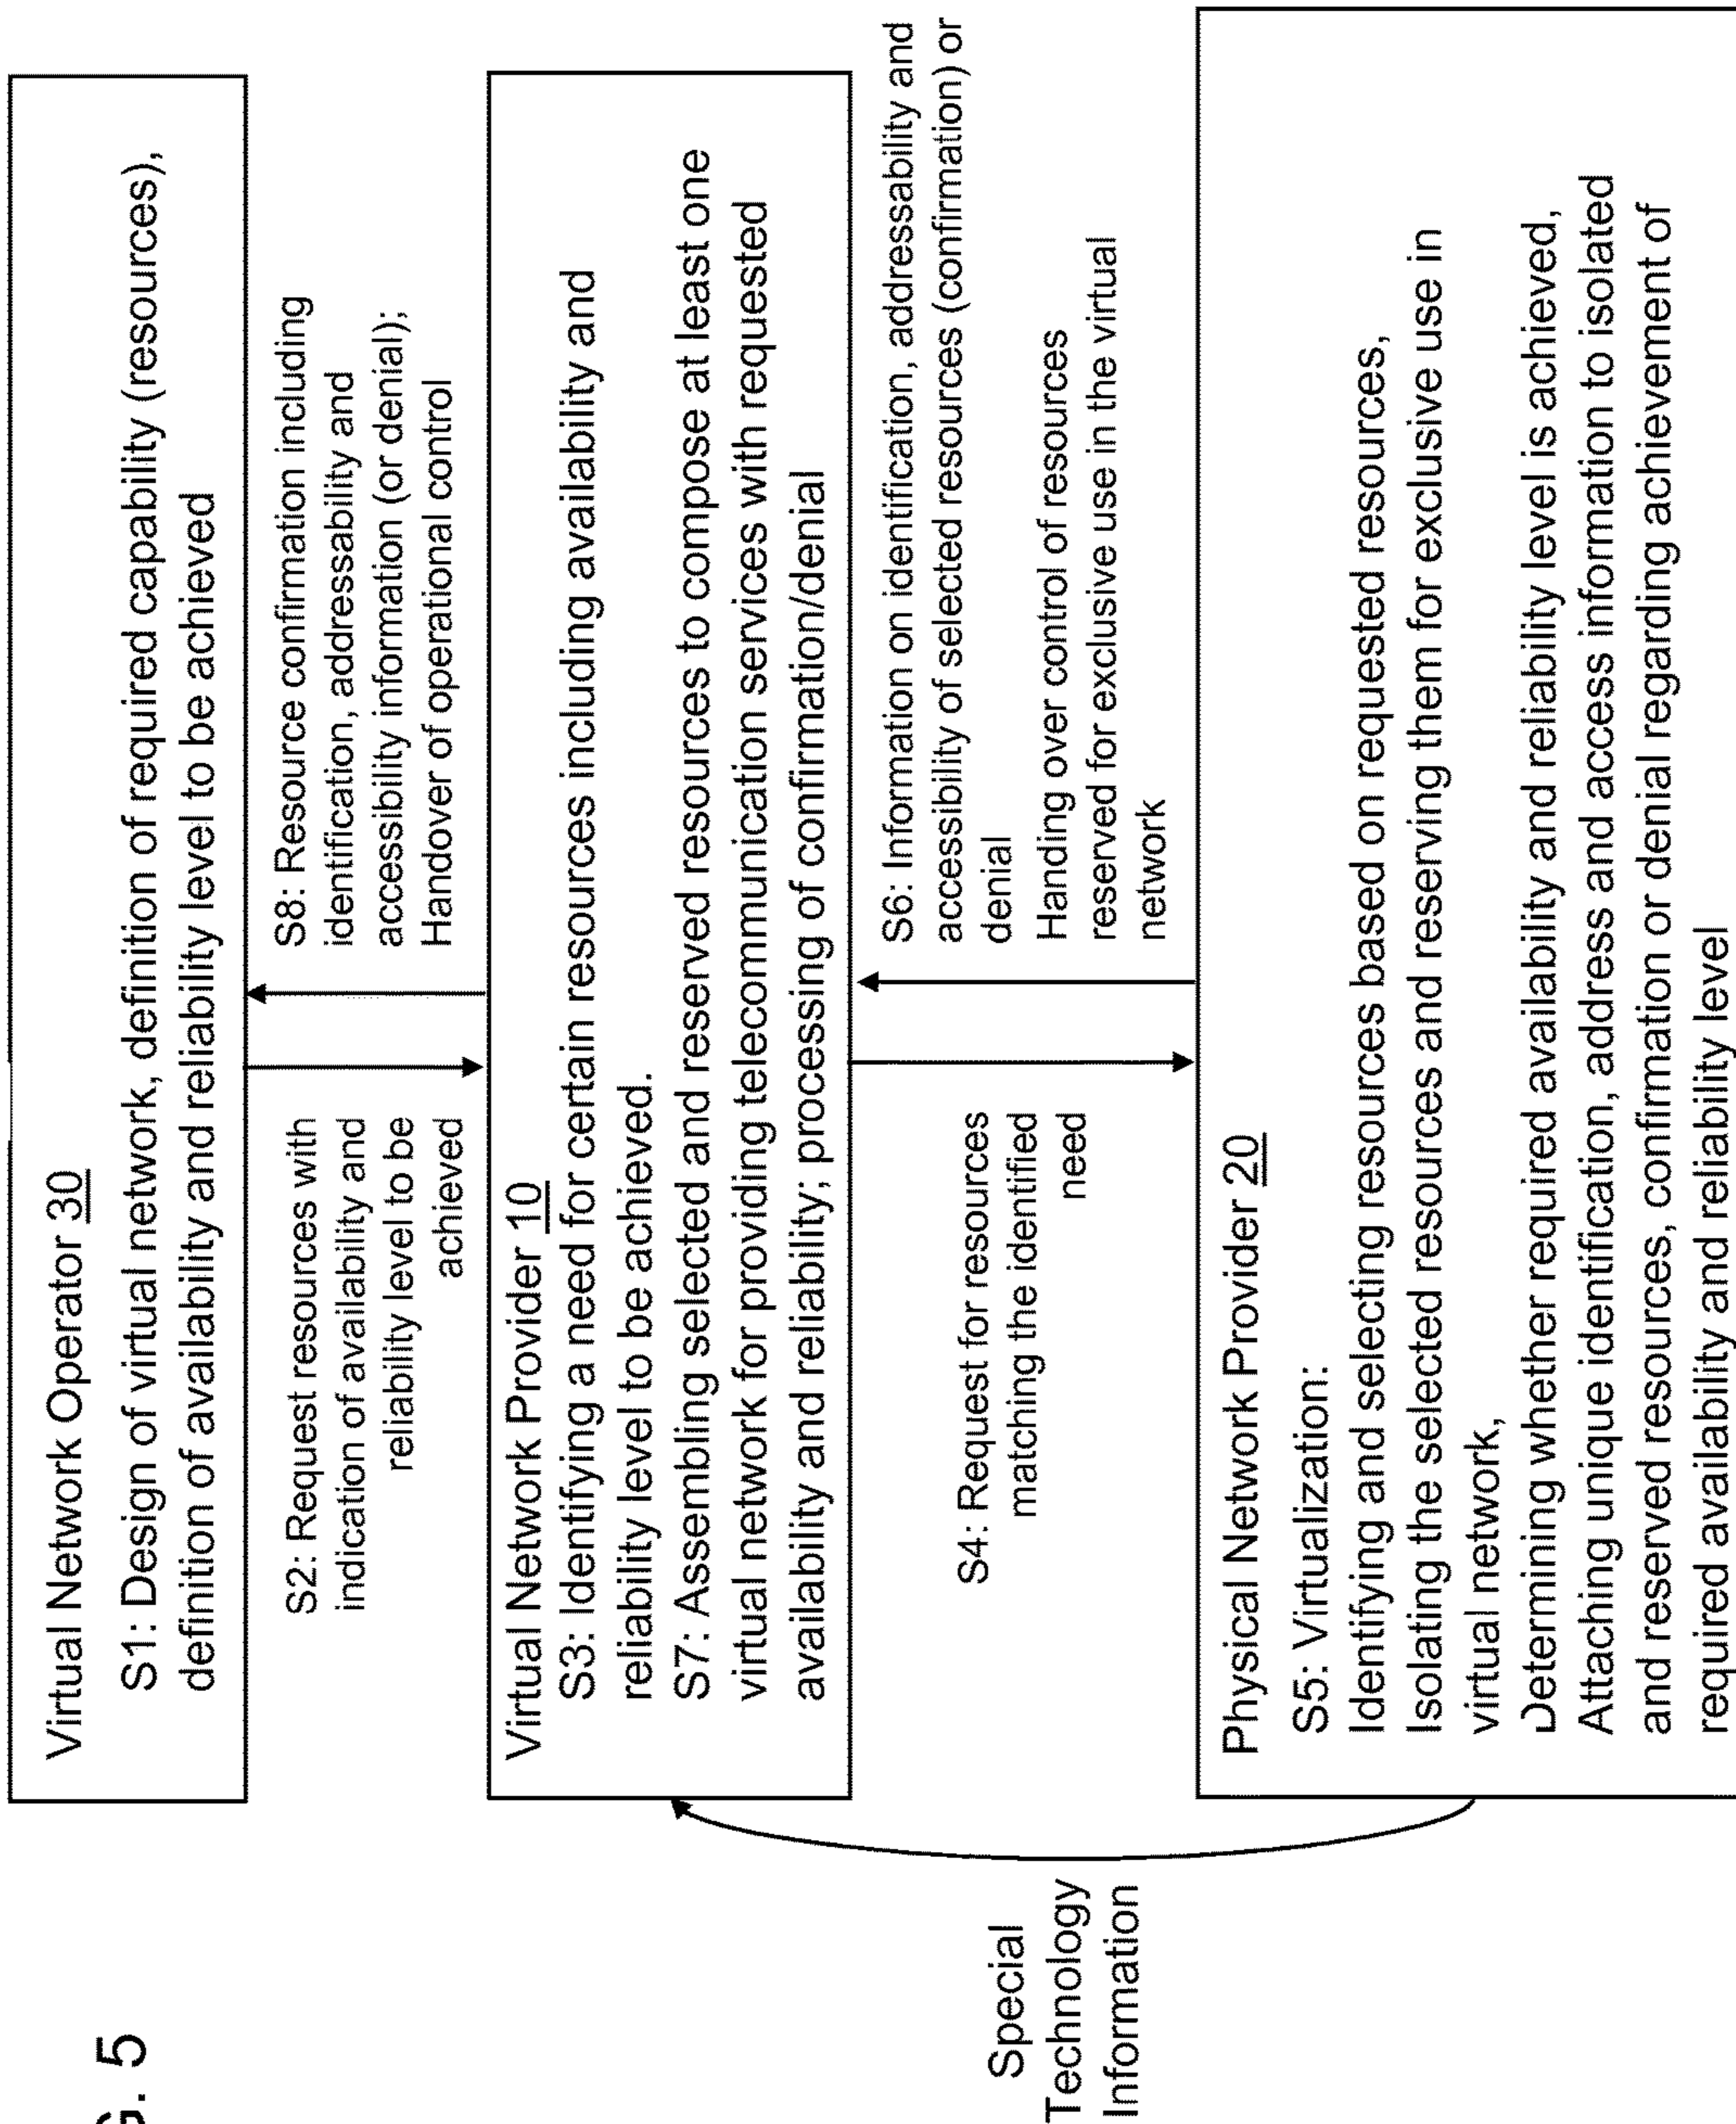 G. 5
Virtual Network Operator 30
S1: Design of virtual network, definition of required capability (resources),
definition of availability and reliability level to be achieved
S2: Request resources with
indication of availability and
reliability level to be
achieved
S8: Resource confirmation including
identification, addressability and
accessibility information (or denial);
Handover of operational control
Virtual Network Provider 10
S3: Identifying a need for certain resources including availability and
reliability level to be achieved.
S7: Assembling selected and reserved resources to compose at least one
virtual network for providing telecommunication services with requested
availability and reliability; processing of confirmation/denial
Special
Technology
Information
S4: Request for resources
matching the identified
need
S6: Information on identification, addressability and
accessibility of selected resources (confirmation) or
denial
Handing over control of resources
reserved for exclusive use in the virtual
network
Physical Network Provider 20
S5: Virtualization:
Identifying and selecting resources based on requested resources,
Isolating the selected resources and reserving them for exclusive use in
virtual network,
Determining whether required availability and reliability level is achieved,
Attaching unique identification, address and access information to isolated
and reserved resources, confirmation or denial regarding achievement of
required availability and reliability level